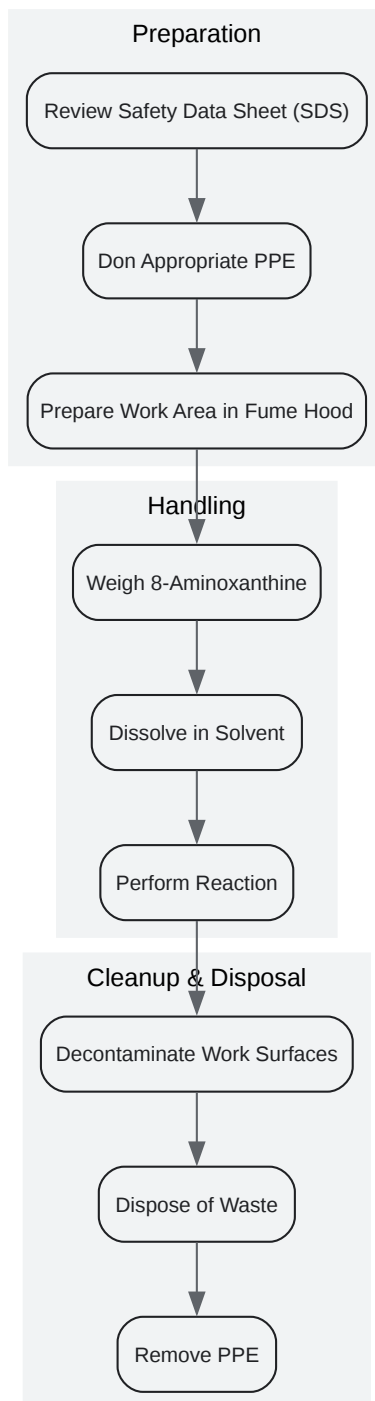 Preparation
Review Safety Data Sheet (SDS)
Don Appropriate PPE
Prepare Work Area in Fume Hood
Handling
Weigh 8-Aminoxanthine
Dissolve in Solvent
Perform Reaction
Cleanup & Disposal
Decontaminate Work Surfaces
Dispose of Waste
Remove PPE